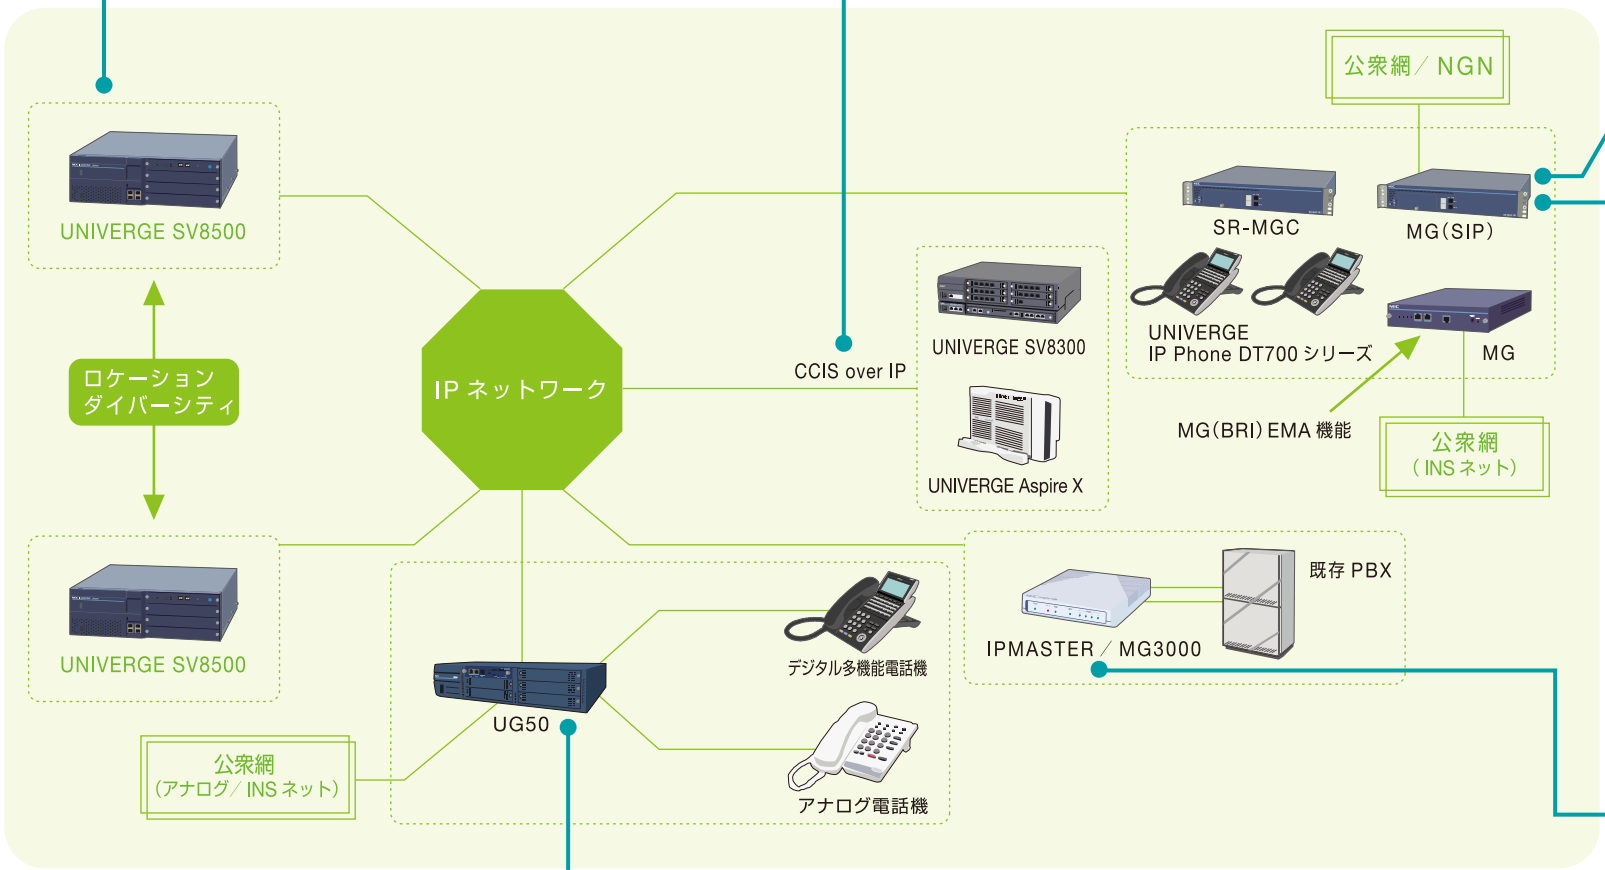 公衆網／NGN
UNIVERGE SV8500
SR-MGC
MG（SIP）
UNIVERGE
IP Phone DT700 シリーズ
MG
UNIVERGE SV8300
CCIS over IP
ロケーション
ダイバーシティ
IP ネットワーク
MG（BRI）EMA 機能
公衆網
（INS ネット）
UNIVERGE Aspire X
既存 PBX
IPMASTER／MG3000
UNIVERGE SV8500
デジタル多機能電話機
UG50
公衆網
（アナログ／INS ネット）
アナログ電話機